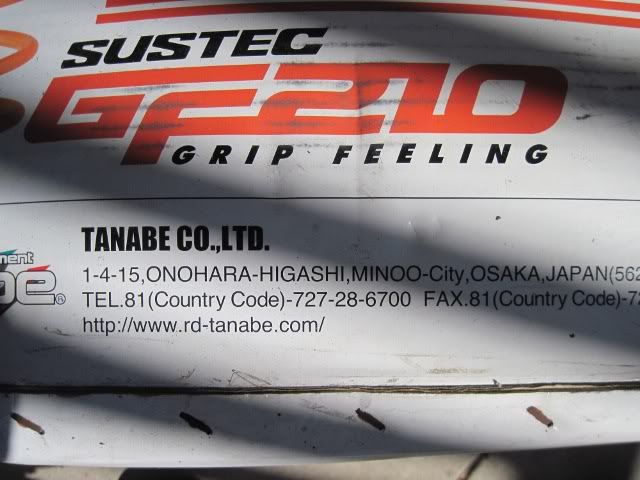 SUSTEC
GF210
GRIP FEELING
TANABE CO.,LTD.
1-4-15,ONOHARA-HIGASHI,MINOO-City,OSAKA,JAPAN(562
TEL.81(Country Code)-727-28-6700 FAX.81(Country Code)-7
http://www.rd-tanabe.com/